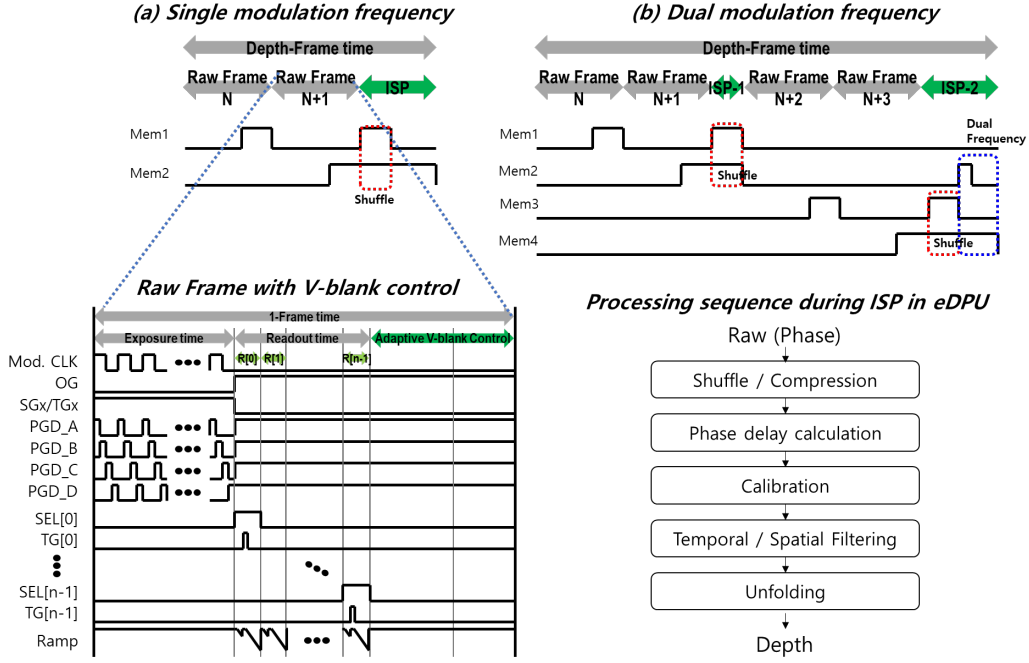 (a) Single modulation frequency
Depth-Frame time
Raw Frame
N
Raw Frame
N+1
ISP
Mem1
Mem2
Shuffle
(b) Dual modulation frequency
Depth-Frame time
Raw Frame
N
Raw Frame
N+1
ISP-1
Raw Frame
N+2
Raw Frame
N+3
ISP-2
Mem1
Dual
Frequency
Mem2
Shuffle
Mem3
Mem4
Shuffle
Raw Frame with V-blank control
1-Frame time
Exposure time
Readout time
Adaptive V-blank Control
Mod. CLK
R[0]
R[1]
R[n-1]
OG
SGx/TGx
PGD_A
PGD_B
PGD_C
PGD_D
SEL[0]
TG[0]
SEL[n-1]
TG[n-1]
Ramp
Processing sequence during ISP in eDPU
Raw (Phase)
Shuffle / Compression
Phase delay calculation
Calibration
Temporal / Spatial Filtering
Unfolding
Depth